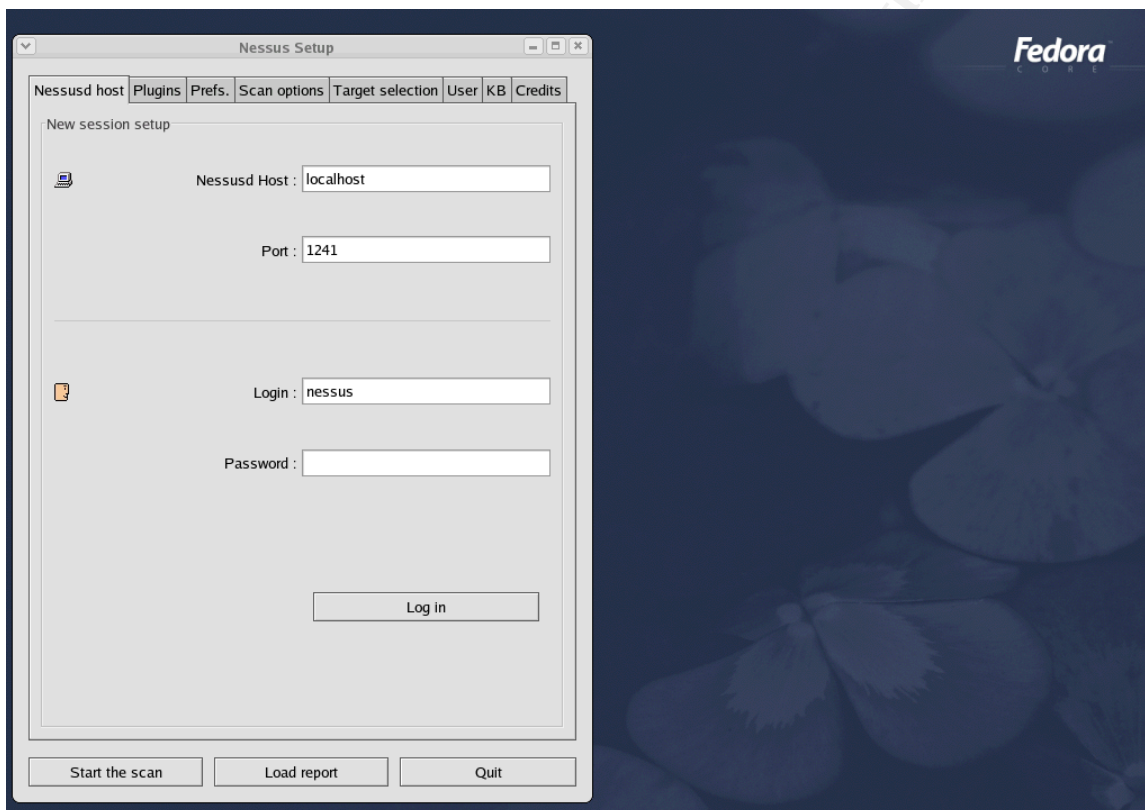 Nessus Setup
Fedora
CORE
Nessusd host Plugins Prefs. Scan options Target selection User KB Credits
New session setup
Nessusd Host : localhost
Port : 1241
Login : nessus
Password :
Log in
Start the scan Load report Quit